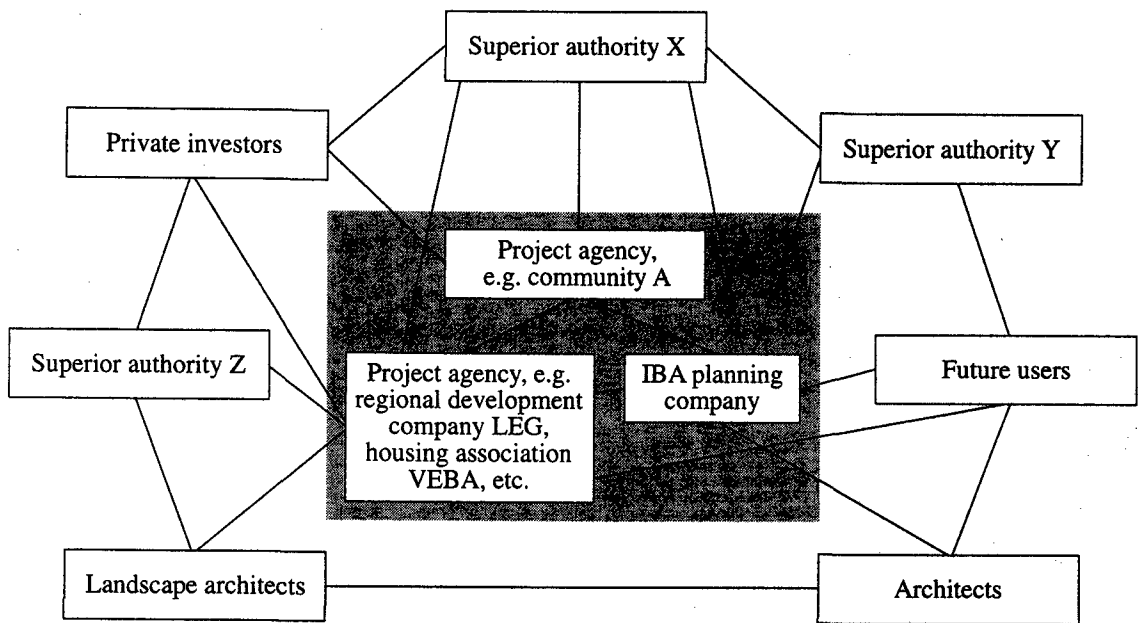 Superior authority X
Private investors
Superior authority Y
Project agency,
e.g. community A
Superior authority Z
Project agency, e.g.
regional development
company LEG,
housing association
VEBA, etc.
IBA planning
company
Future users
Landscape architects
Architects